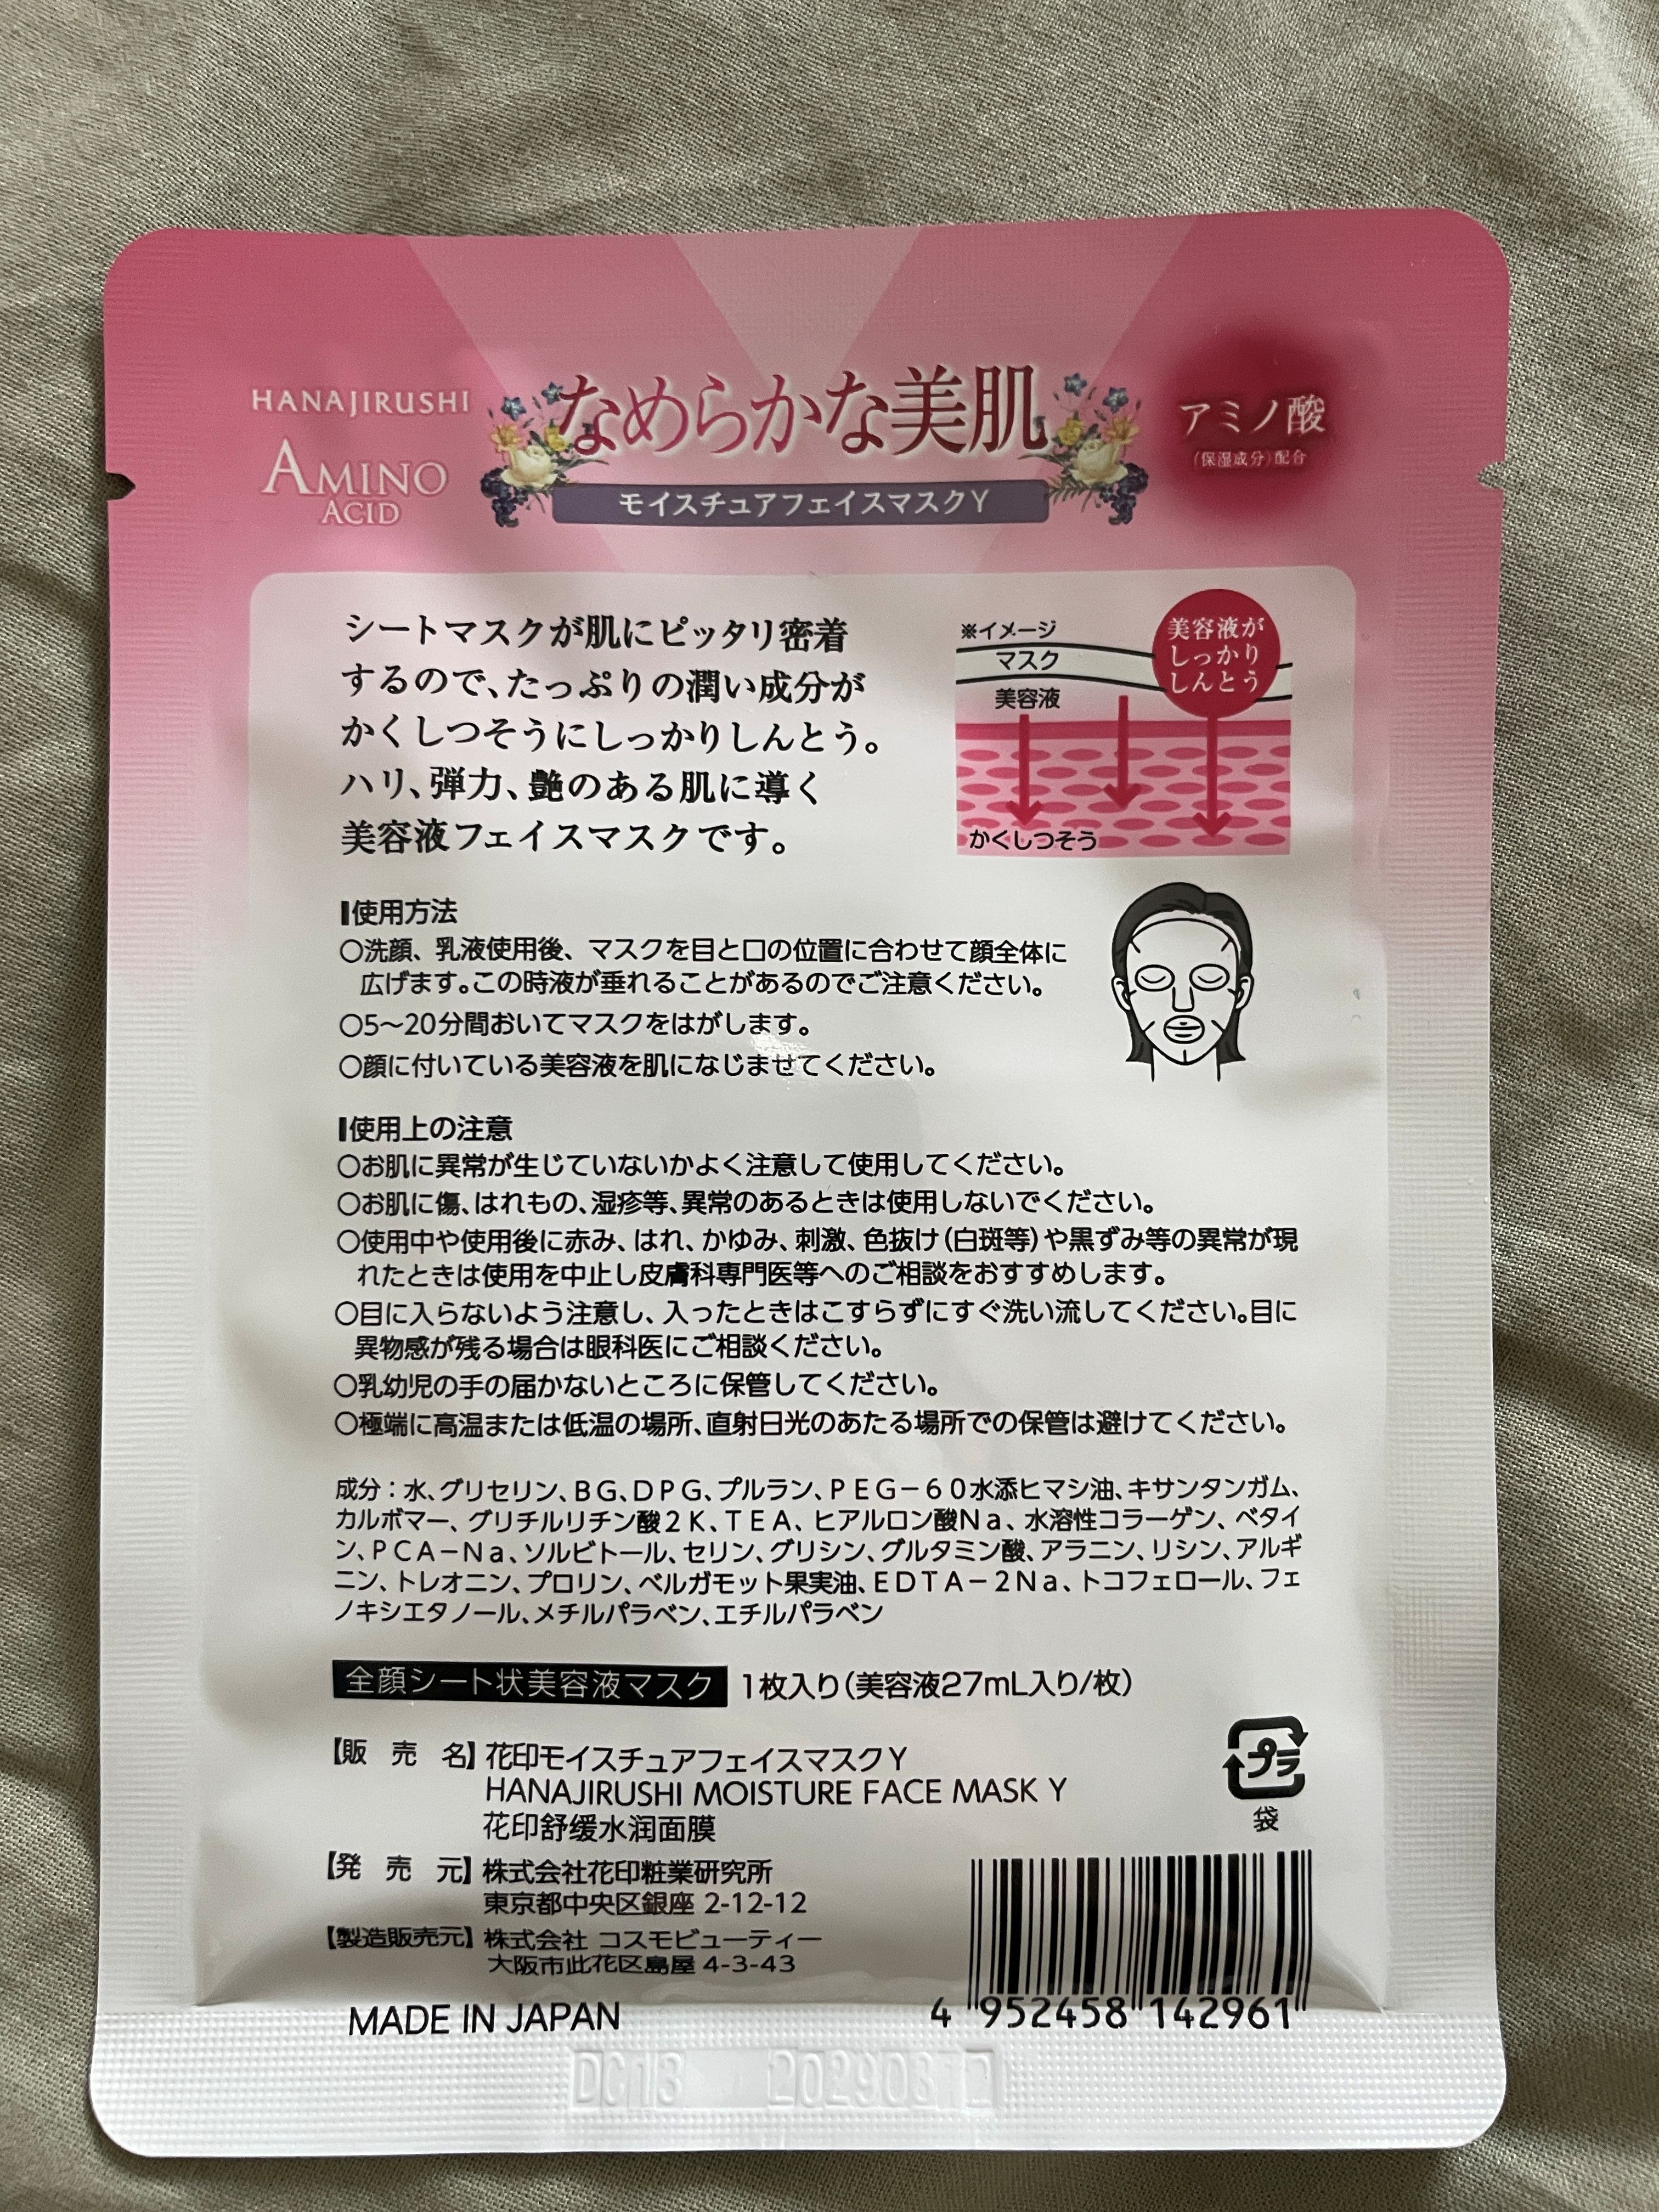 HANAJIRUSHI
AMINO
ACID
なめらかな美肌
モイスチュアフェイスマスクY
アミノ酸
(保湿成分)配合
シートマスクが肌にピッタリ密着
するので、たっぷりの潤い成分が
かくしつそうにしっかりしんとう。
ハリ、弾力、艶のある肌に導く
美容液フェイスマスクです。
※イメージ
マスク
美容液
美容液が
しっかり
しんとう
かくしつそう
使用方法
○洗顔、乳液使用後、マスクを目と口の位置に合わせて顔全体に
広げます。この時液が垂れることがあるのでご注意ください。
○5〜20分間おいてマスクをはがします。
○顔に付いている美容液を肌になじませてください。
使用上の注意
○お肌に異常が生じていないかよく注意して使用してください。
○お肌に傷、はれもの、湿疹等、異常のあるときは使用しないでください。
○使用中や使用後に赤み、はれ、かゆみ、刺激、色抜け(白斑等)や黒ずみ等の異常が現
れたときは使用を中止し皮膚科専門医等へのご相談をおすすめします。
○目に入らないよう注意し、入ったときはこすらずにすぐ洗い流してください。目に
異物感が残る場合は眼科医にご相談ください。
○乳幼児の手の届かないところに保管してください。
○極端に高温または低温の場所、直射日光のあたる場所での保管は避けてください。
成分：水、グリセリン、BG、DPG、プルラン、PEG－60水添ヒマシ油、キサンタンガム、
カルボマー、グリチルリチン酸2K、TEA、ヒアルロン酸Na、水溶性コラーゲン、ベタイ
ン、PCA－Na、ソルビトール、セリン、グリシン、グルタミン酸、アラニン、リシン、アルギ
ニン、トレオニン、プロリン、ベルガモット果実油、EDTA－2Na、トコフェロール、フェ
ノキシエタノール、メチルパラベン、エチルパラベン
全顔シート状美容液マスク 1枚入り(美容液27mL入り/枚)
【販売名】花印モイスチュアフェイスマスクY
HANAJIRUSHI MOISTURE FACE MASK Y
花印舒缓水润面膜
プラ
袋
【発売元】株式会社花印粧業研究所
東京都中央区銀座 2-12-12
【製造販売元】株式会社 コスモビューティー
大阪市此花区島屋 4-3-43
MADE IN JAPAN
4 952458 142961
DC13